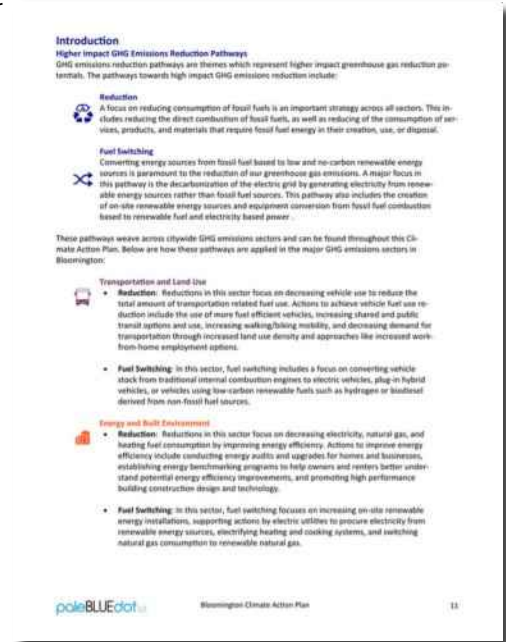 Introduction
Higher Impact GHG Emissions Reduction Pathways
GHG emissions reduction pathways are themes which represent higher impact greenhouse gas reduction po-
tentials. The pathways towards high impact GHG emissions reduction include:
Reduction
A focus on reducing consumption of fossil fuels is an important strategy across all sectors. This in-
cludes reducing the direct combustion of fossil fuels, as well as reducing of the consumption of ser-
vices, products, and materials that require fossil fuel energy in their creation, use, or disposal.
Fuel Switching
Converting energy sources from fossil fuel based to low and no-carbon renewable energy
sources is paramount to the reduction of our greenhouse gas emissions. A major focus in
this pathway is the decarbonization of the electric grid by generating electricity from renew-
able energy sources rather than fossil fuel sources. This pathway also includes the creation
of on-site renewable energy sources and equipment conversion from fossil fuel combustion
based to renewable fuel and electricity based power .
These pathways weave across citywide GHG emissions sectors and can be found throughout this Cli-
mate Action Plan. Below are how these pathways are applied in the major GHG emissions sectors in
Bloomington:
Transportation and Land Use
• Reduction: Reductions in this sector focus on decreasing vehicle use to reduce the
total amount of transportation related fuel use. Actions to achieve vehicle fuel use re-
duction include the use of more fuel efficient vehicles, increasing shared and public
transit options and use, increasing walking/biking mobility, and decreasing demand for
transportation through increased land use density and approaches like increased work-
from-home employment options.
• Fuel Switching: In this sector, fuel switching includes a focus on converting vehicle
stock from traditional internal combustion engines to electric vehicles, plug-in hybrid
vehicles, or vehicles using low-carbon renewable fuels such as hydrogen or biodiesel
derived from non-fossil fuel sources.
Energy and Built Environment
• Reduction: Reductions in this sector focus on decreasing electricity, natural gas, and
heating fuel consumption by improving energy efficiency. Actions to improve energy
efficiency include conducting energy audits and upgrades for homes and businesses,
establishing energy benchmarking programs to help owners and renters better under-
stand potential energy efficiency improvements, and promoting high performance
building construction design and technology.
• Fuel Switching: In this sector, fuel switching focuses on increasing on-site renewable
energy installations, supporting actions by electric utilities to procure electricity from
renewable energy sources, electrifying heating and cooking systems, and switching
natural gas consumption to renewable natural gas.
paleBLUEdot
Bloomington Climate Action Plan
11